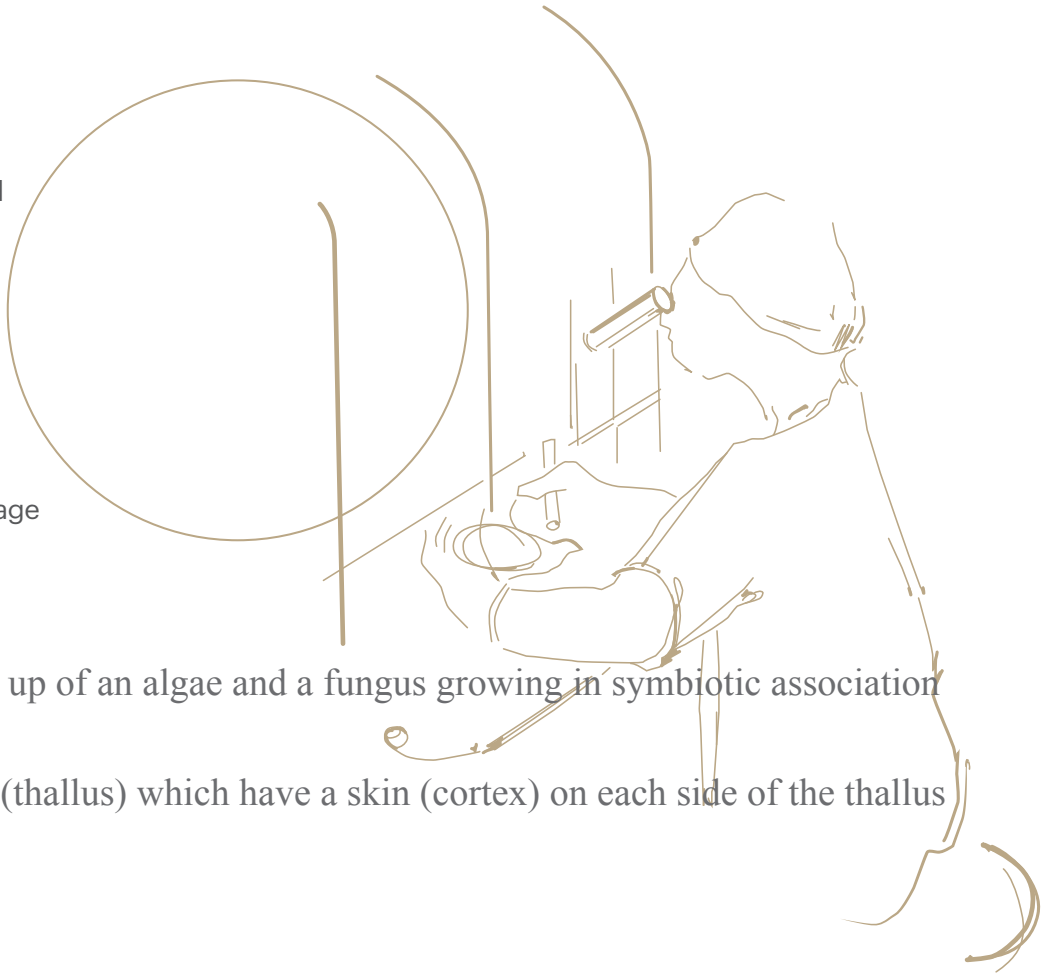 up of an algae and a fungus growing in symbiotic association
(thallus) which have a skin (cortex) on each side of the thallus